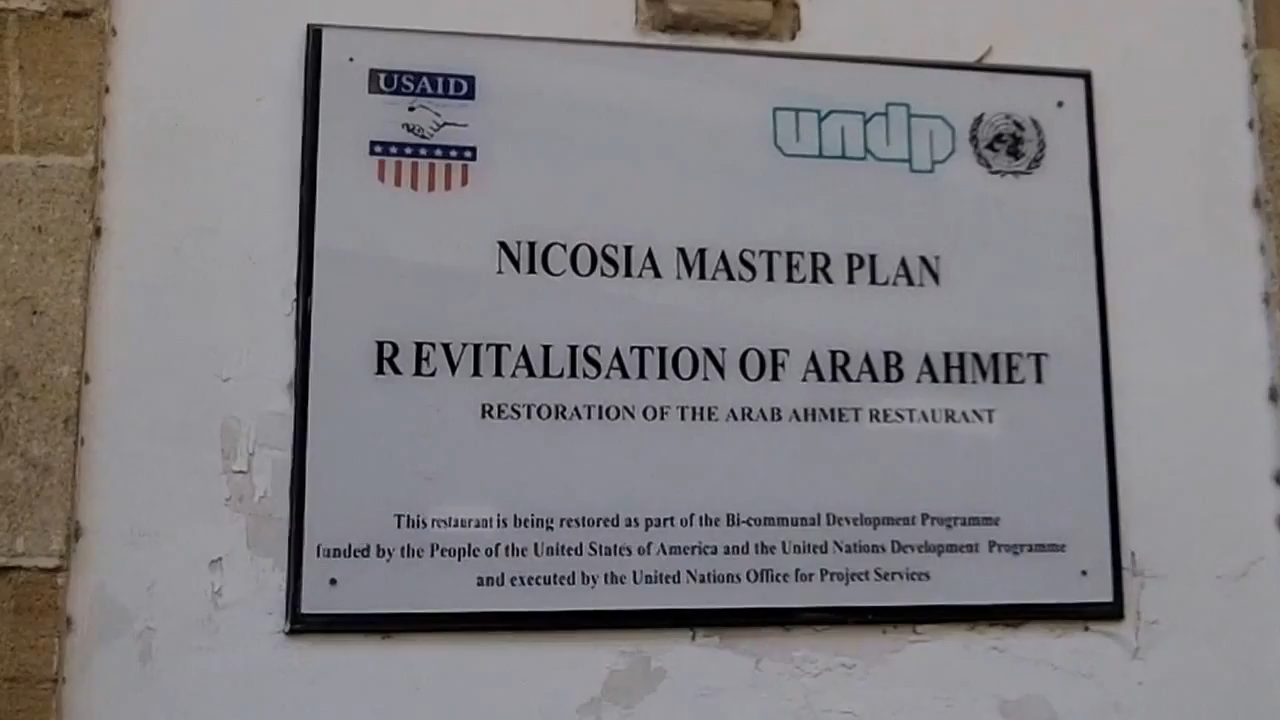 USAID
undp
NICOSIA MASTER PLAN
REVITALISATION OF ARAB AHMET
RESTORATION OF THE ARAB AHMET RESTAURANT
This restaurant is being restored as part of the Bi-communal Development Programme
funded by the People of the United States of America and the United Nations Development Programme
and executed by the United Nations Office for Project Services